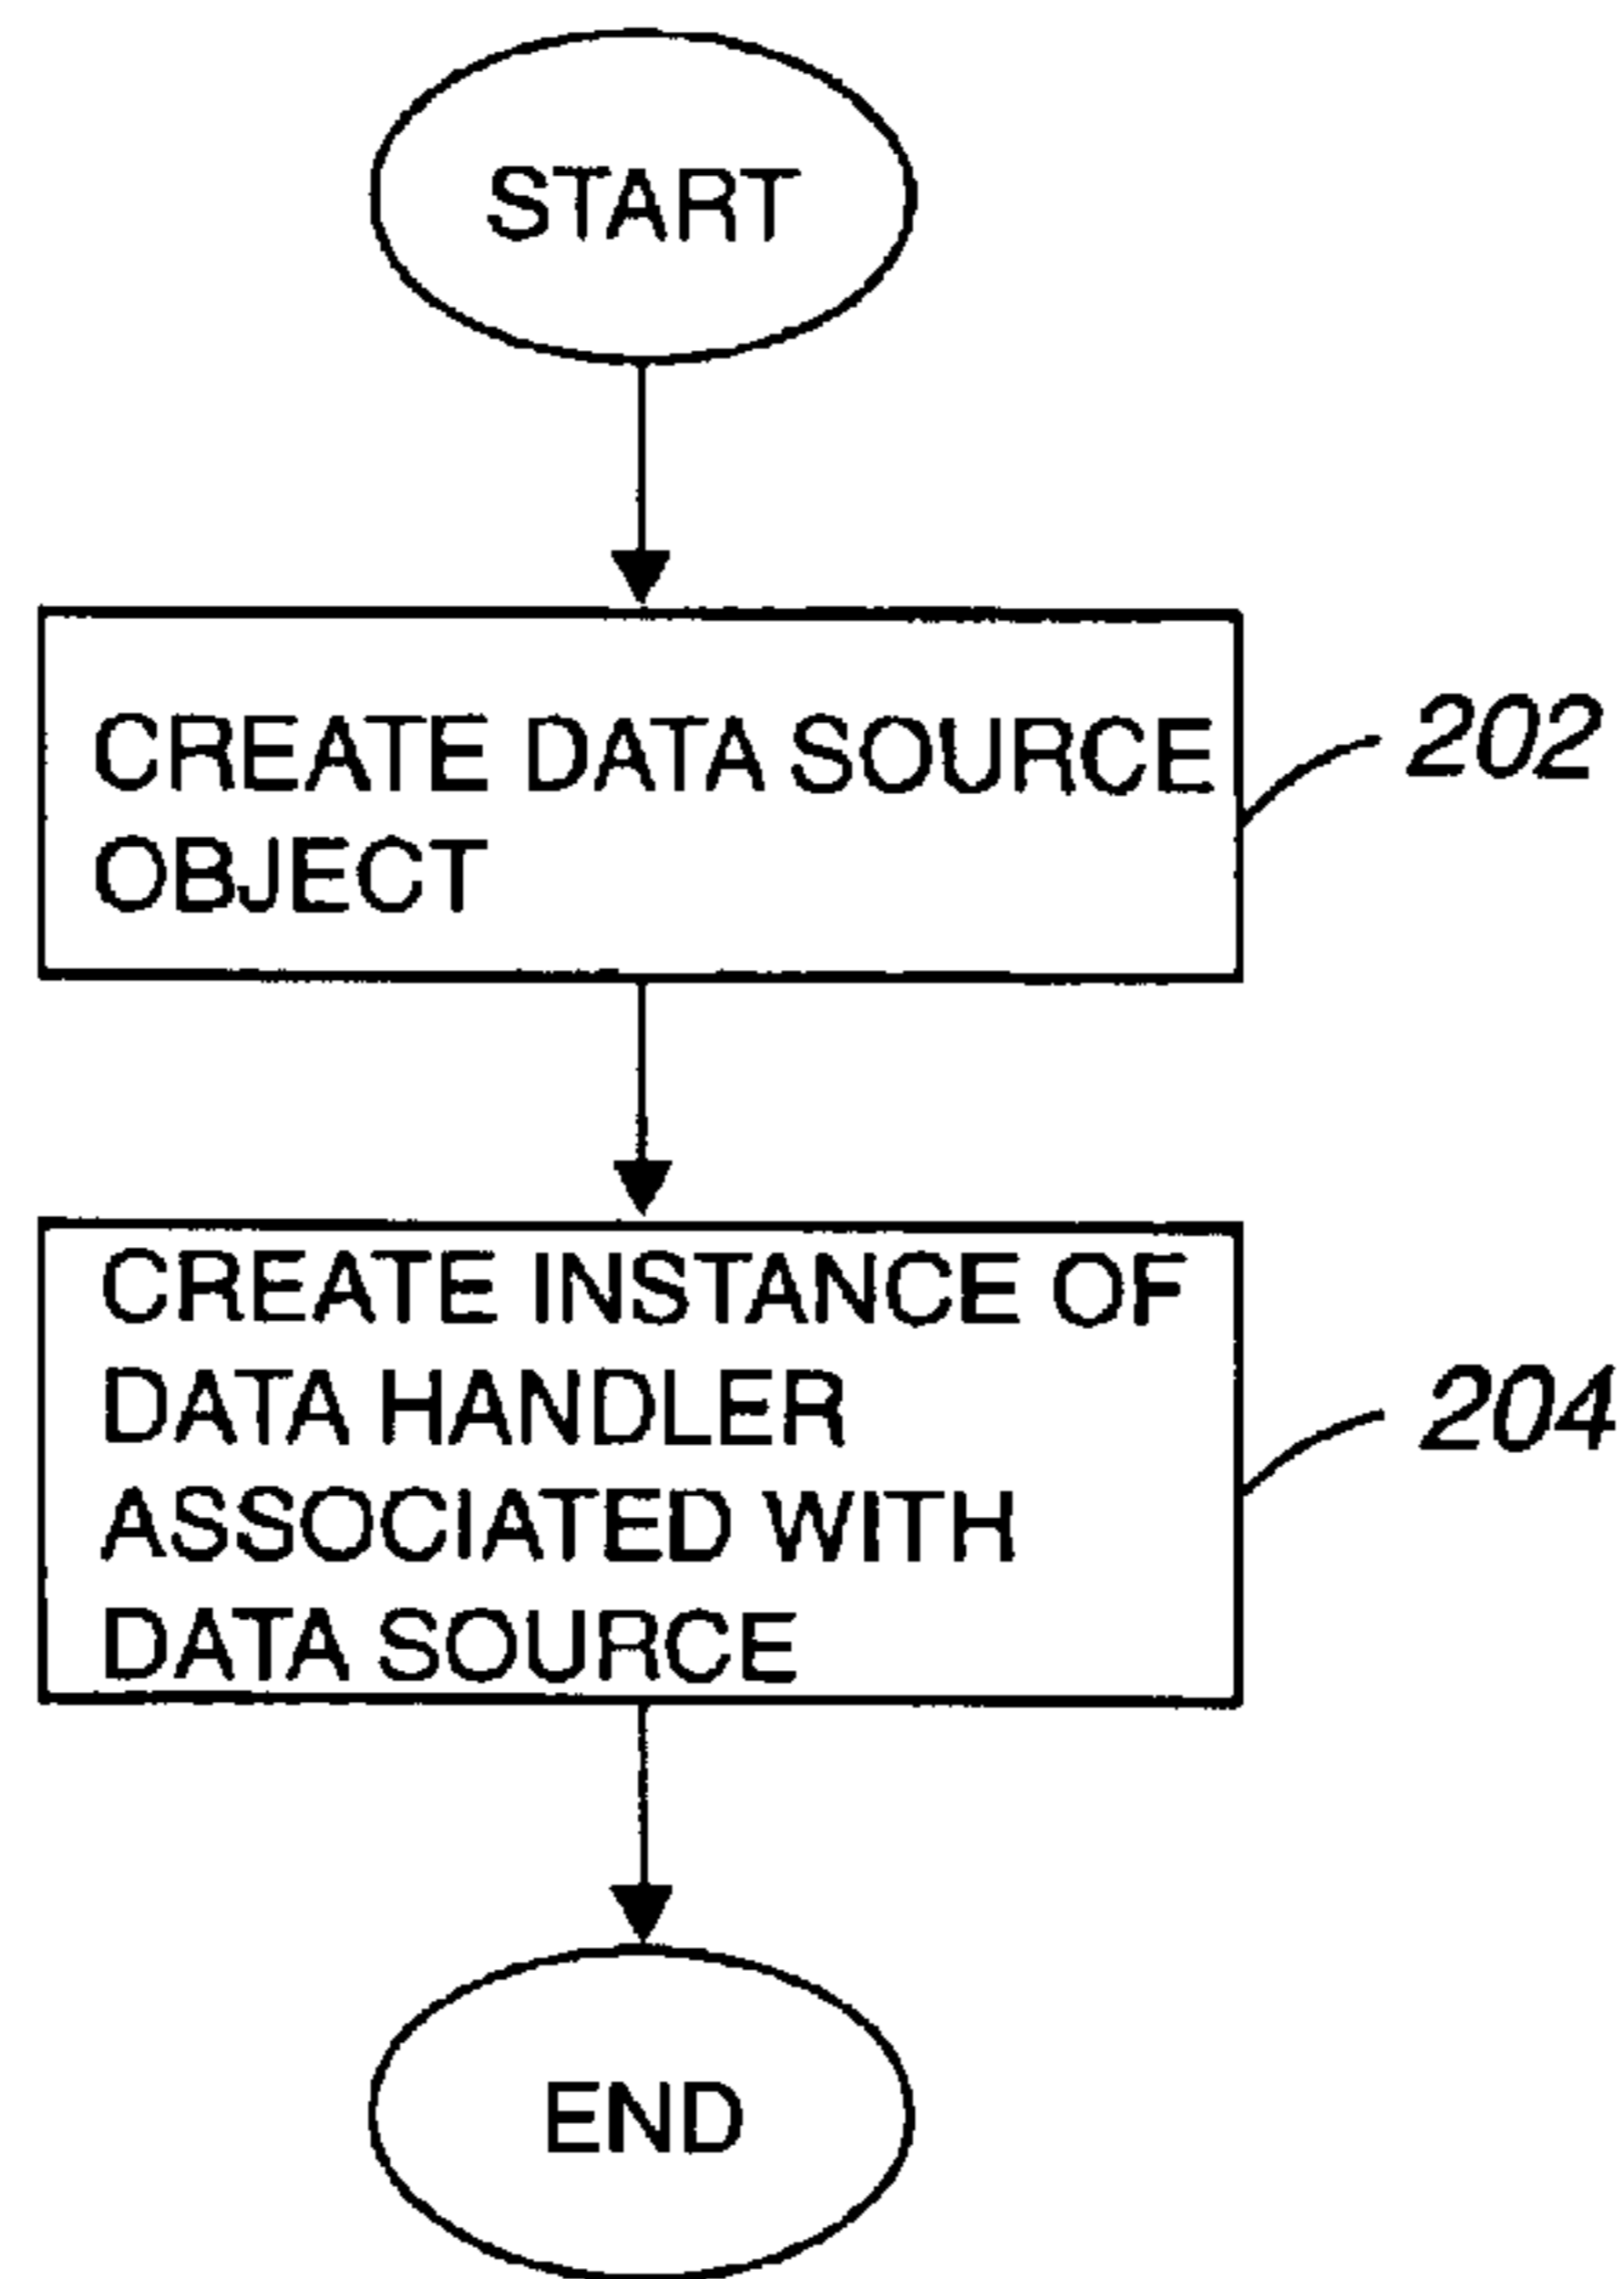 START
CREATE DATA SOURCE
OBJECT
202
CREATE INSTANCE OF
DATA HANDLER
ASSOCIATED WITH
DATA SOURCE
204
END